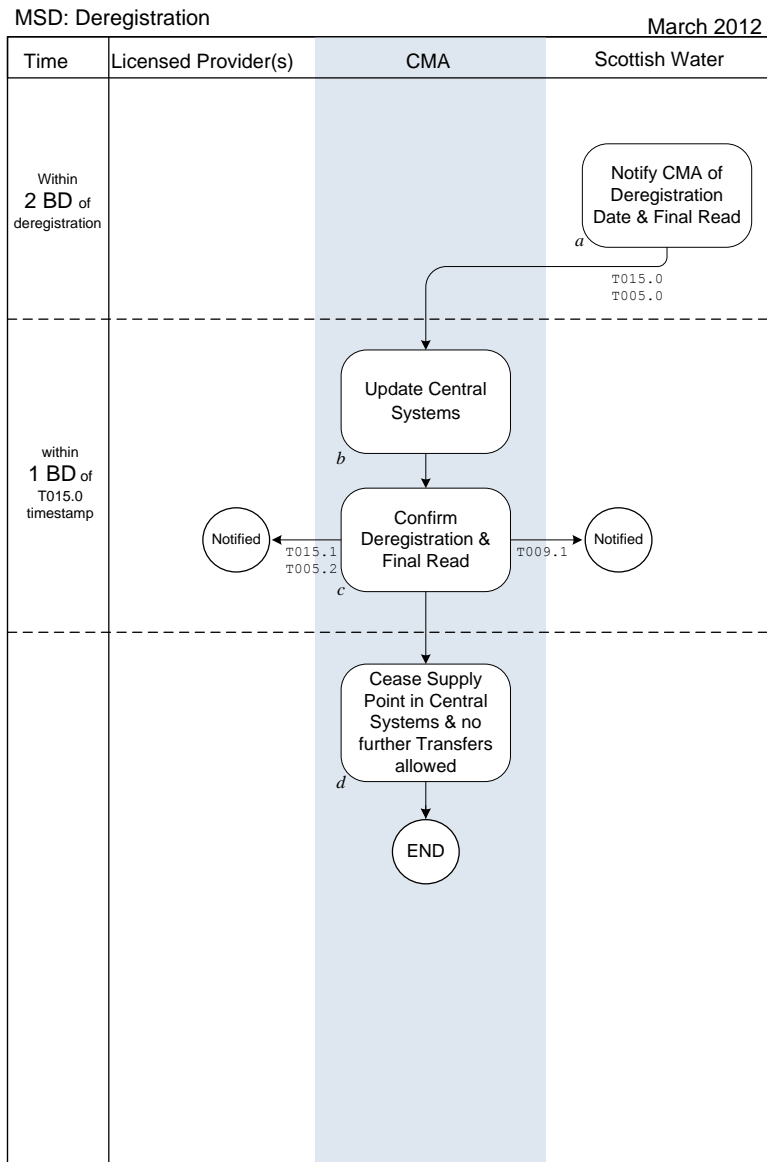 MSD: Deregistration
March 2012
Time
Licensed Provider(s)
CMA
Scottish Water
Within
2 BD of
deregistration
Notify CMA of
Deregistration
Date & Final Read
a
T015.0
T005.0
Update Central
Systems
b
within
1 BD of
T015.0
timestamp
Notified
T015.1
T005.2
Confirm
Deregistration &
Final Read
c
T009.1
Notified
Cease Supply
Point in Central
Systems & no
further Transfers
allowed
d
END